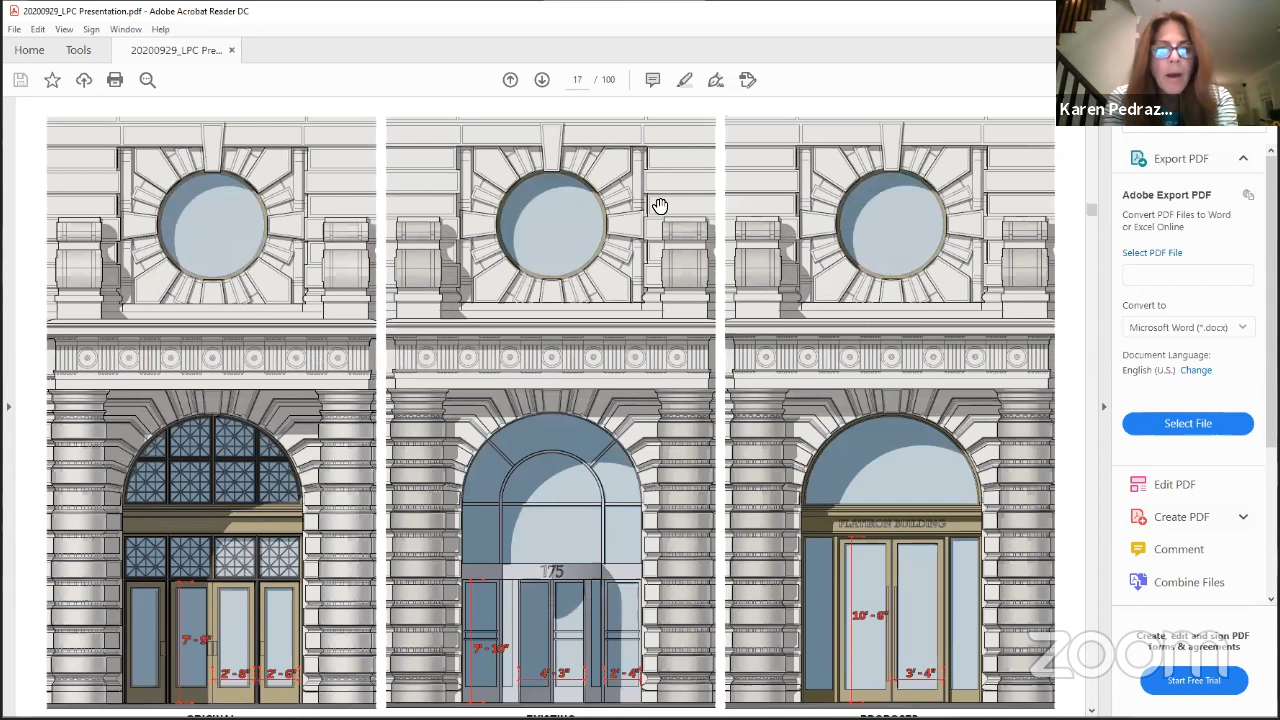 20200929_LPC Presentation.pdf - Adobe Acrobat Reader DC
File Edit View Sign Window Help
Home Tools 20200929_LPC Pre... ×
17 / 100
Karen Pedraz...
Export PDF
Adobe Export PDF
Convert PDF Files to Word
or Excel Online
Select PDF File
Convert to
Microsoft Word (*.docx)
Document Language:
English (U.S.) Change
Select File
Edit PDF
Create PDF
Comment
Combine Files
Create, edit and sign PDF
forms & agreements
Start Free Trial
zoom
7' - 9"
2' - 8"
2' - 6"
175
7' - 10"
4' - 3"
2' - 4"
FLATIRON BUILDING
10' - 6"
3' - 4"
ORIGINAL
EXISTING
PROPOSED